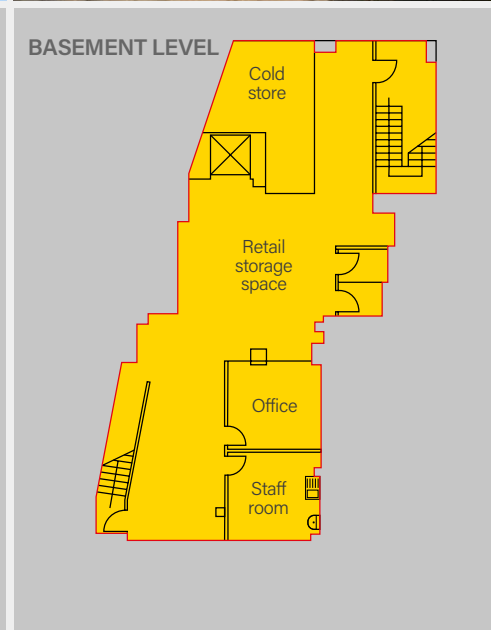 BASEMENT LEVEL
Cold
store
Retail
storage
space
Office
Staff
room